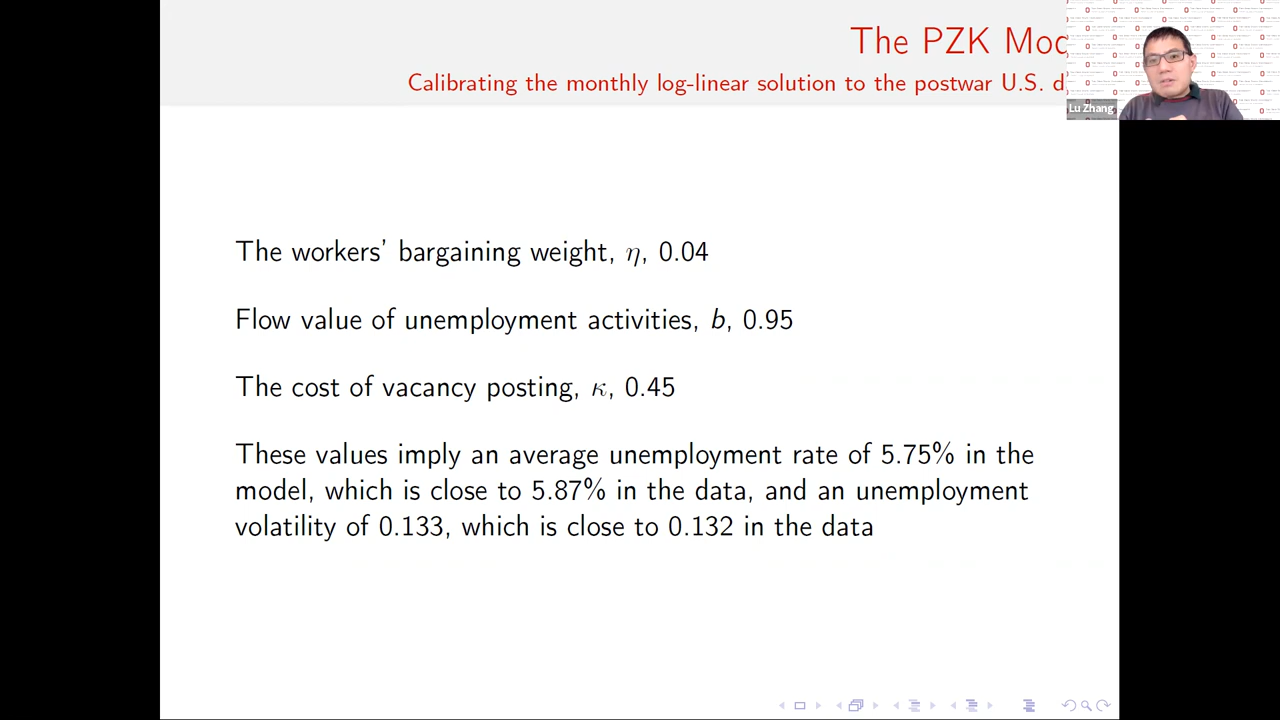 The PZK Mod
Calibrating the monthly log-linear solution to the postwar U.S. d
Lu Zhang
The workers' bargaining weight, η, 0.04
Flow value of unemployment activities, b, 0.95
The cost of vacancy posting, κ, 0.45
These values imply an average unemployment rate of 5.75% in the
model, which is close to 5.87% in the data, and an unemployment
volatility of 0.133, which is close to 0.132 in the data